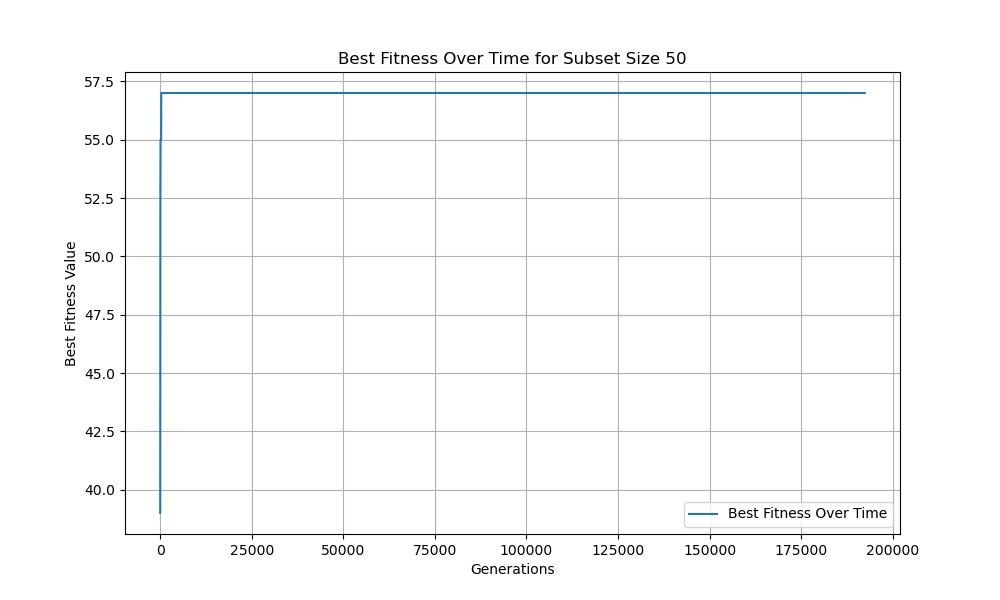 Best Fitness Over Time for Subset Size 50
57.5
55.0
52.5
50.0
47.5
45.0
42.5
40.0
Best Fitness Value
Best Fitness Over Time
0 25000 50000 75000 100000 125000 150000 175000 200000
Generations